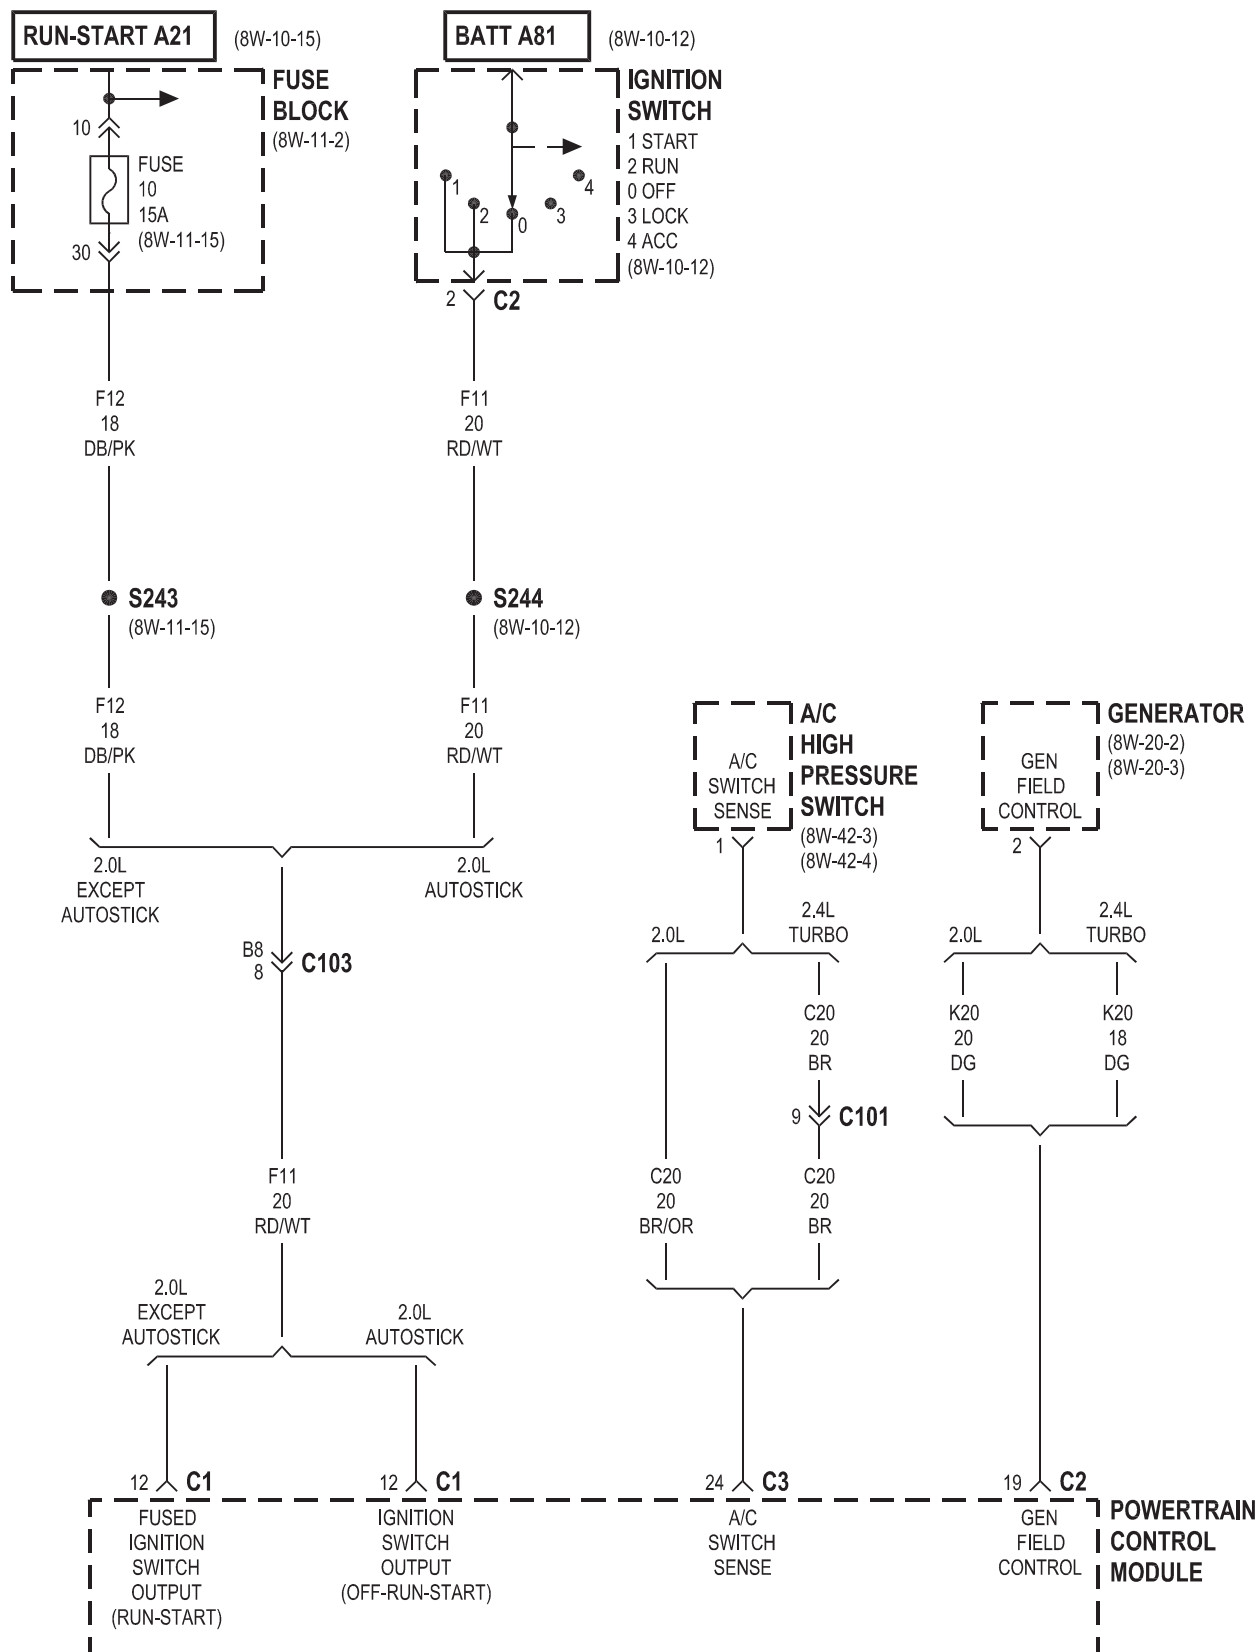 RUN-START A21
(8W-10-15)
BATT A81
(8W-10-12)
FUSE
BLOCK
(8W-11-2)
10
FUSE
10
15A
(8W-11-15)
30
IGNITION
SWITCH
1 START
2 RUN
0 OFF
3 LOCK
4 ACC
(8W-10-12)
1
2
0
3
4
2
C2
F12
18
DB/PK
F11
20
RD/WT
S243
(8W-11-15)
S244
(8W-10-12)
F12
18
DB/PK
F11
20
RD/WT
A/C
SWITCH
SENSE
A/C
HIGH
PRESSURE
SWITCH
(8W-42-3)
(8W-42-4)
1
GEN
FIELD
CONTROL
GENERATOR
(8W-20-2)
(8W-20-3)
2
2.0L
EXCEPT
AUTOSTICK
2.0L
AUTOSTICK
B8
8
C103
2.0L
2.4L
TURBO
2.0L
2.4L
TURBO
C20
20
BR
K20
20
DG
K20
18
DG
9
C101
F11
20
RD/WT
C20
20
BR/OR
C20
20
BR
2.0L
EXCEPT
AUTOSTICK
2.0L
AUTOSTICK
12
C1
12
C1
24
C3
19
C2
FUSED
IGNITION
SWITCH
OUTPUT
(RUN-START)
IGNITION
SWITCH
OUTPUT
(OFF-RUN-START)
A/C
SWITCH
SENSE
GEN
FIELD
CONTROL
POWERTRAIN
CONTROL
MODULE